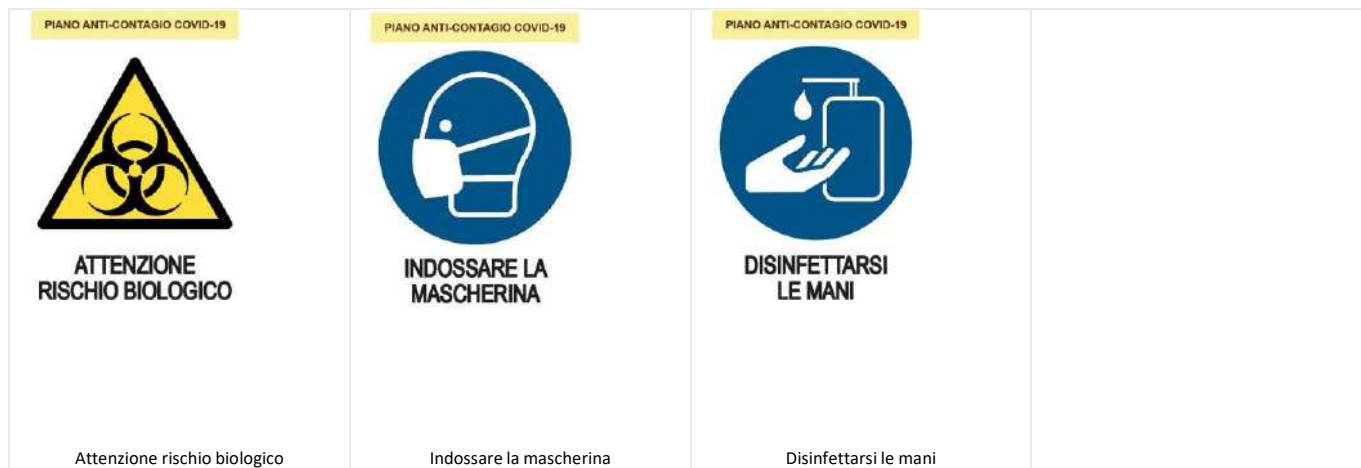 PIANO ANTI-CONTAGIO COVID-19
ATTENZIONE
RISCHIO BIOLOGICO
Attenzione rischio biologico
PIANO ANTI-CONTAGIO COVID-19
INDOSSARE LA
MASCHERINA
Indossare la mascherina
PIANO ANTI-CONTAGIO COVID-19
DISINFETTARSI
LE MANI
Disinfettarsi le mani